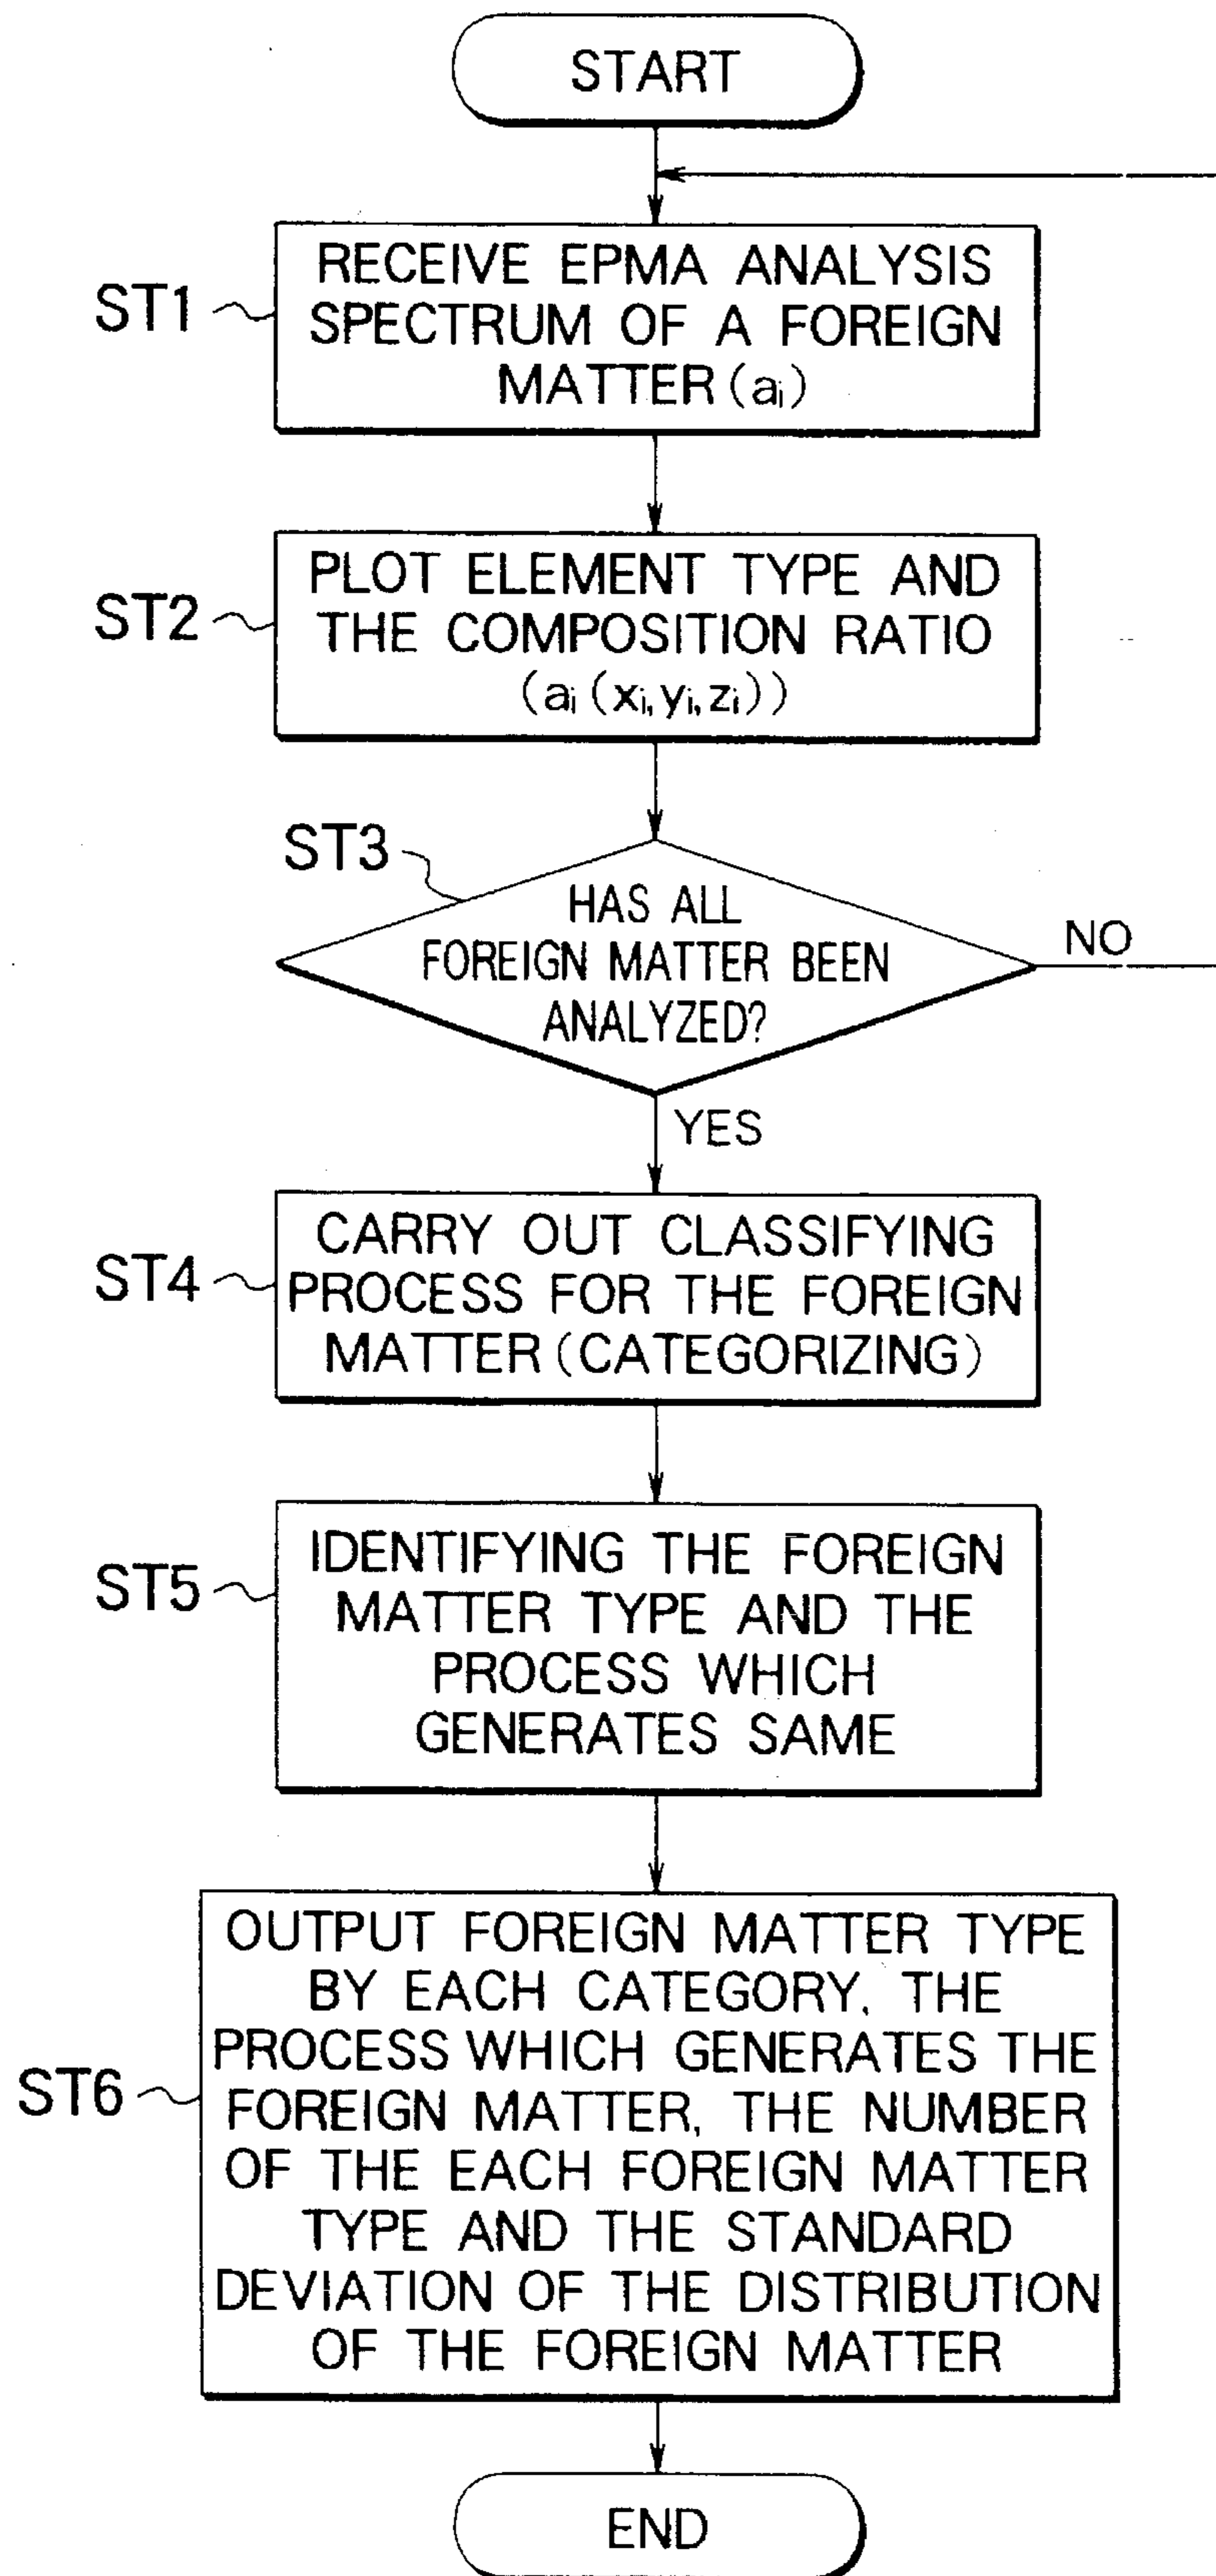 START
RECEIVE EPMA ANALYSIS
SPECTRUM OF A FOREIGN
MATTER (ai)
ST1
PLOT ELEMENT TYPE AND
THE COMPOSITION RATIO
(ai (xi, yi, zi))
ST2
ST3
HAS ALL
FOREIGN MATTER BEEN
ANALYZED?
NO
YES
CARRY OUT CLASSIFYING
PROCESS FOR THE FOREIGN
MATTER (CATEGORIZING)
ST4
IDENTIFYING THE FOREIGN
MATTER TYPE AND THE
PROCESS WHICH
GENERATES SAME
ST5
OUTPUT FOREIGN MATTER TYPE
BY EACH CATEGORY, THE
PROCESS WHICH GENERATES THE
FOREIGN MATTER, THE NUMBER
OF THE EACH FOREIGN MATTER
TYPE AND THE STANDARD
DEVIATION OF THE DISTRIBUTION
OF THE FOREIGN MATTER
ST6
END